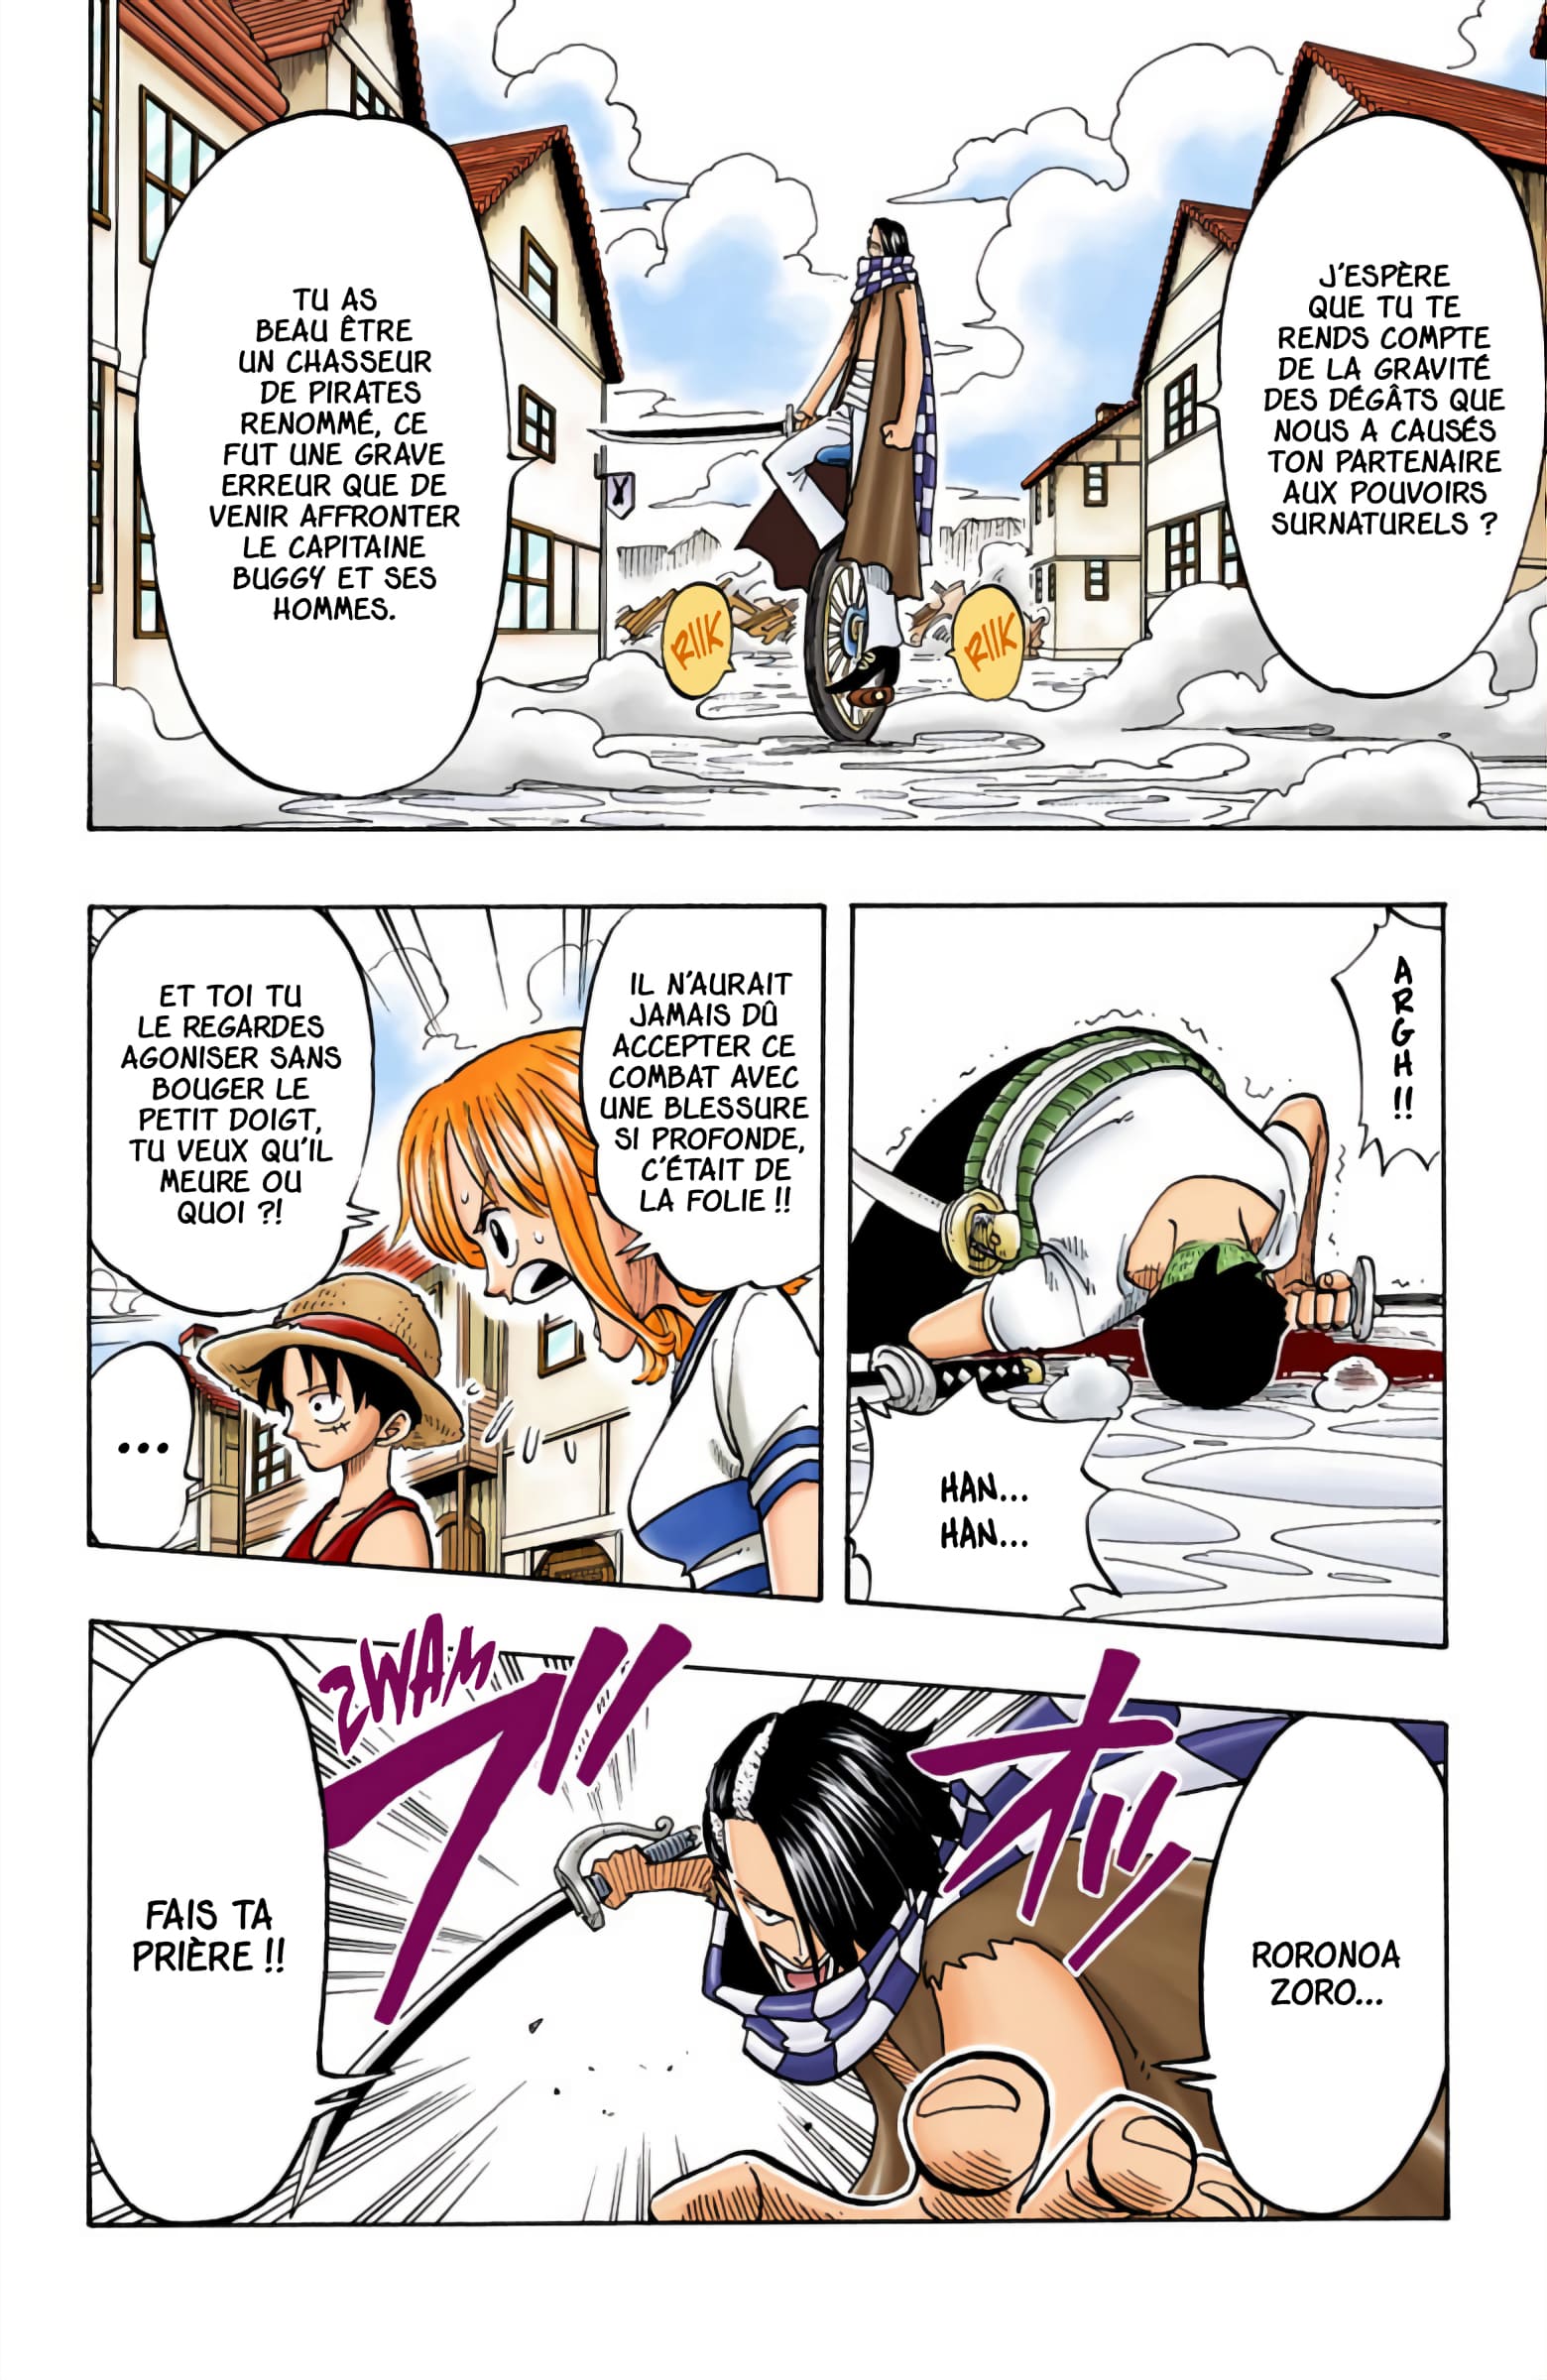 J'ESPÈRE
QUE TU TE
RENDS COMPTE
DE LA GRAVITÉ
DES DÉGÂTS QUE
NOUS A CAUSÉS
TON PARTENAIRE
AUX POUVOIRS
SURNATURELS ?
RIIK
RIIK
TU AS
BEAU ÊTRE
UN CHASSEUR
DE PIRATES
RENOMMÉ, CE
FUT UNE GRAVE
ERREUR QUE DE
VENIR AFFRONTER
LE CAPITAINE
BUGGY ET SES
HOMMES.
ARGH !!
HAN...
HAN...
IL N'AURAIT
JAMAIS DÛ
ACCEPTER CE
COMBAT AVEC
UNE BLESSURE
SI PROFONDE,
C'ÉTAIT DE
LA FOLIE !!
ET TOI TU
LE REGARDES
AGONISER SANS
BOUGER LE
PETIT DOIGT,
TU VEUX QU'IL
MEURE OU
QUOI ?!
...
RORONOA
ZORO...
オッ
ブ
ZWAM
FAIS TA
PRIÈRE !!